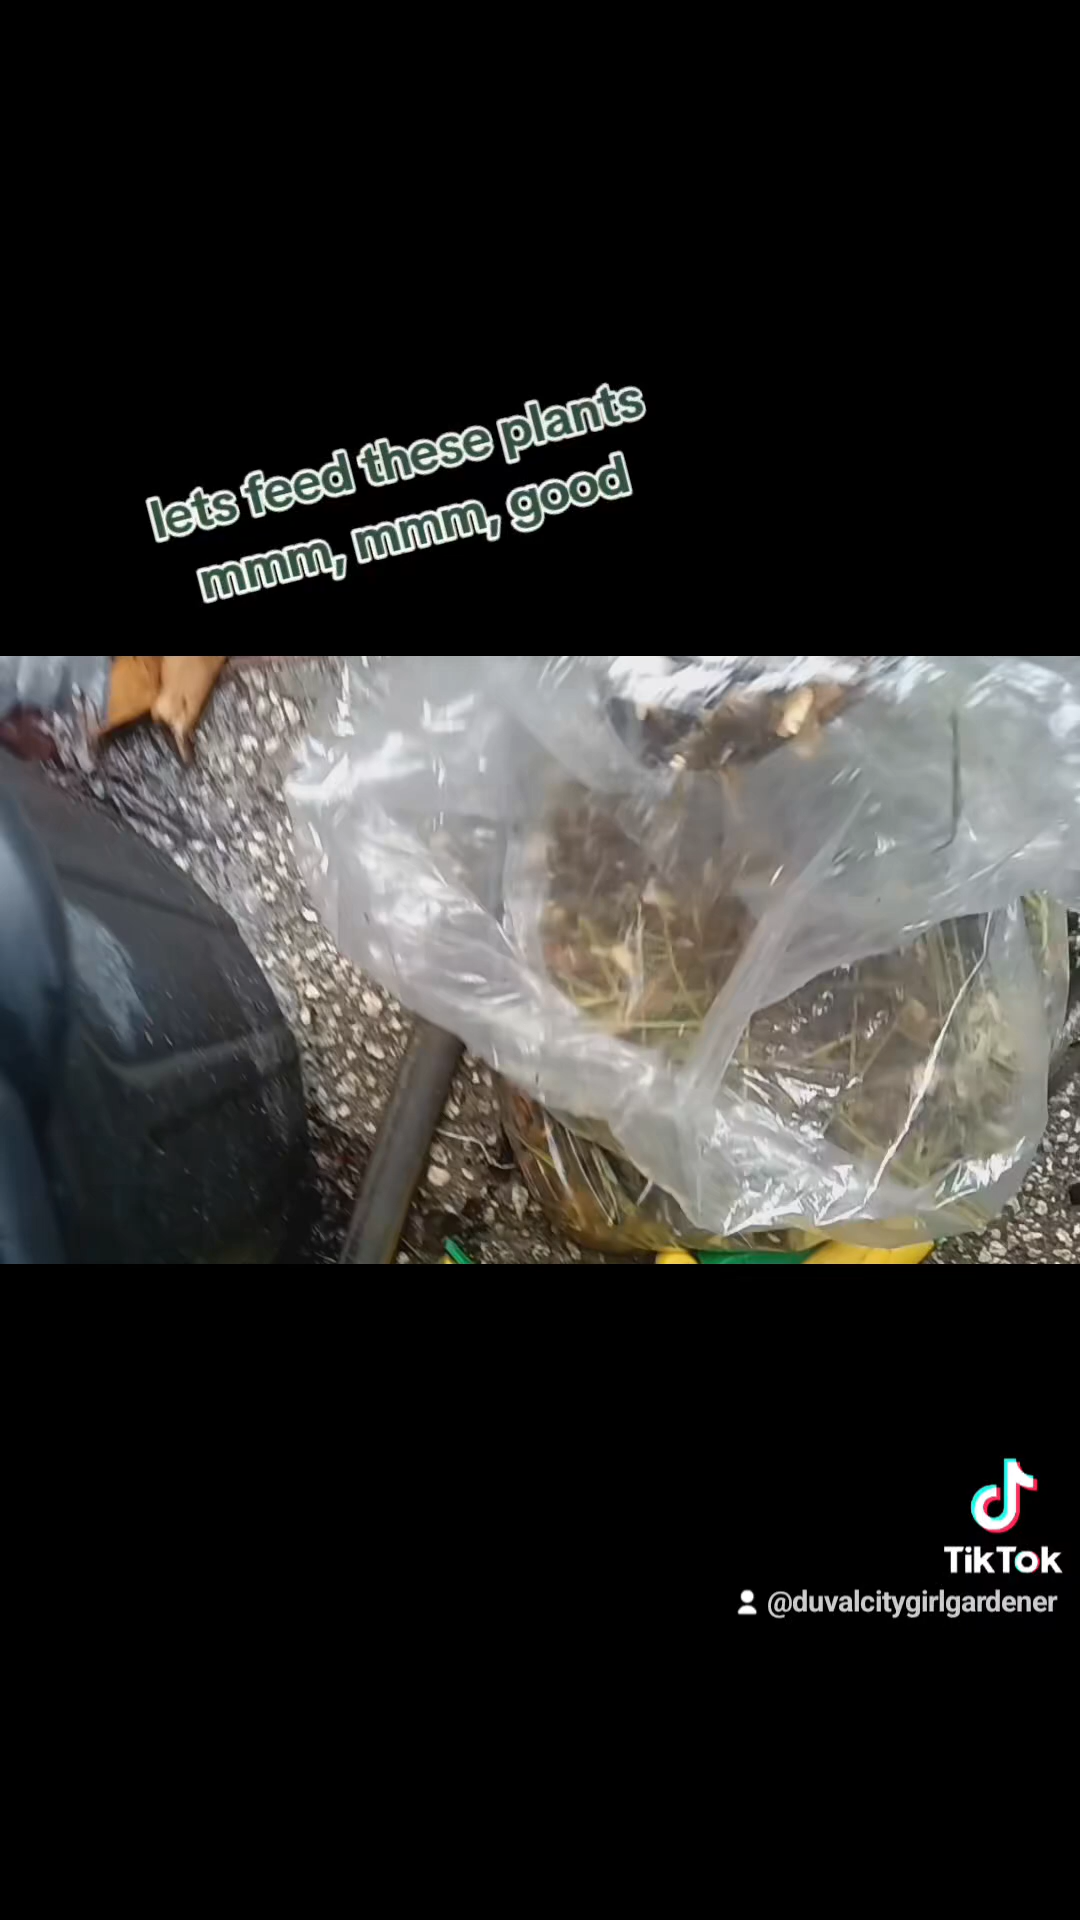 lets feed these plants
mmm, mmm, good
TikTok
@duvalcitygirlgardener